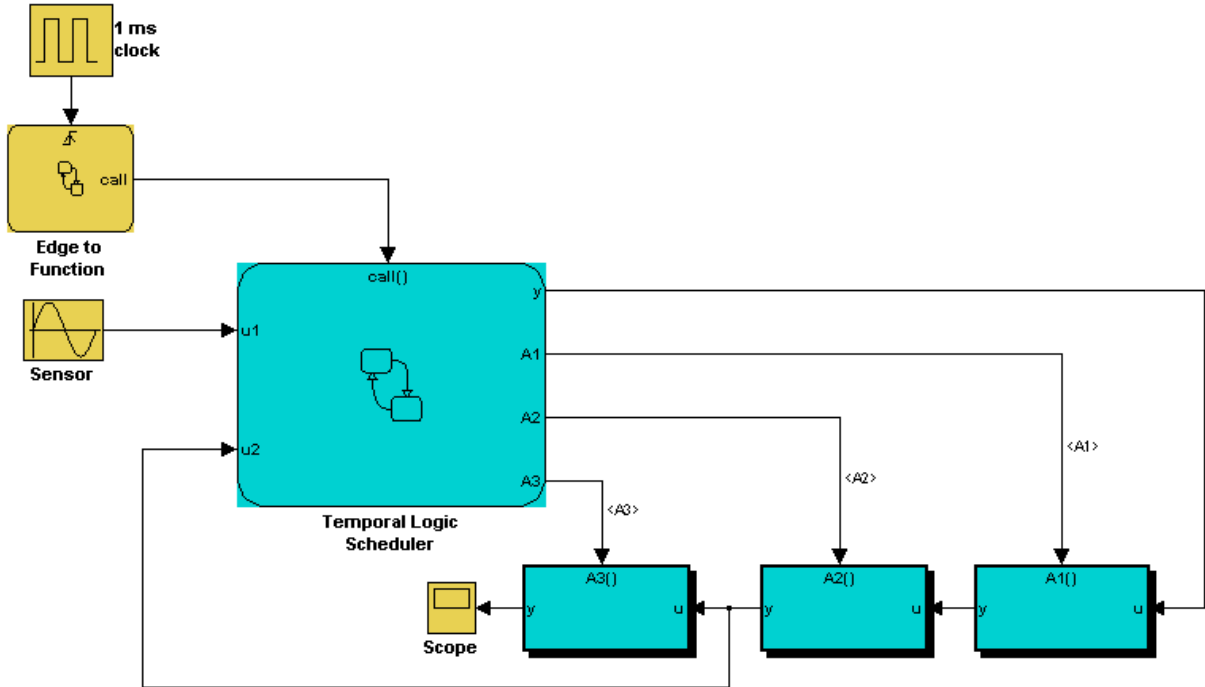 1 ms
clock
call
Edge to
Function
call()
y
u1
A1
Sensor
A2
u2
<A1>
<A2>
A3
<A3>
Temporal Logic
Scheduler
A3()
A2()
A1()
y
u
y
u
y
u
Scope